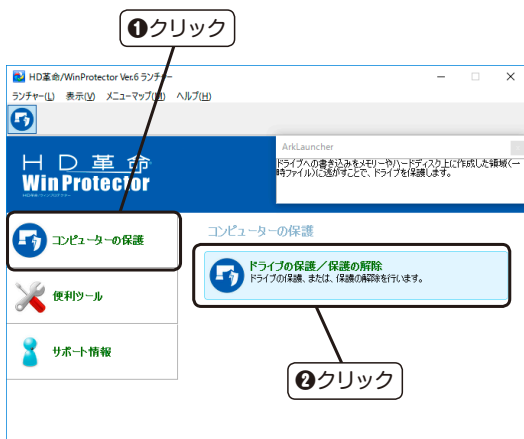 ❶クリック
HD革命/WinProtector Ver.6 ランチャー
ランチャー(L) 表示(V) メニューマップ(M) ヘルプ(H)
ArkLauncher
ドライブへの書き込みをメモリーやハードディスク上に作成した領域(一
時ファイル)に逃がすことで、ドライブを保護します。
HD革命
WinProtector
コンピューターの保護
便利ツール
サポート情報
コンピューターの保護
ドライブの保護／保護の解除
ドライブの保護、または、保護の解除を行います。
❷クリック